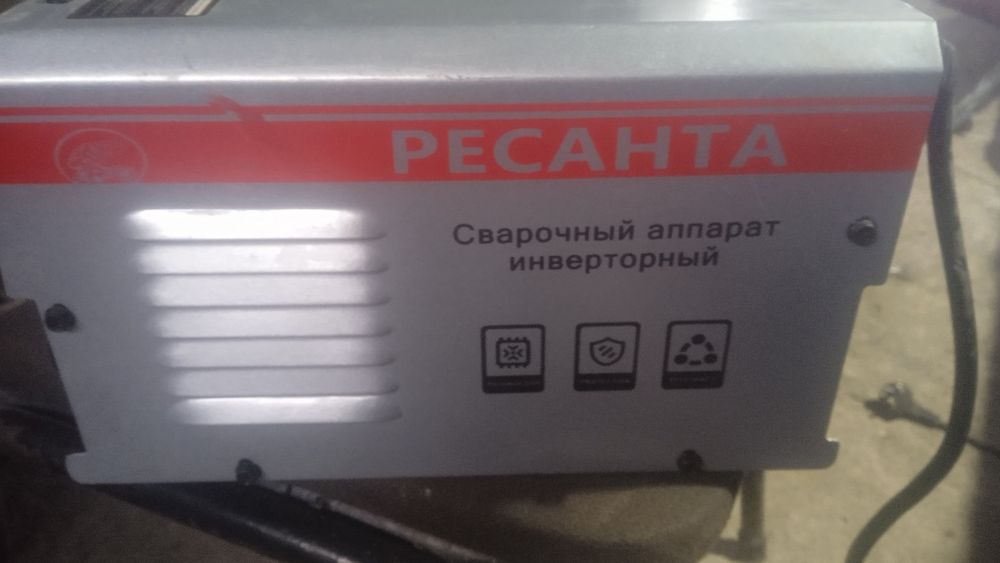 РЕСАНТА
Сварочный аппарат
инверторный